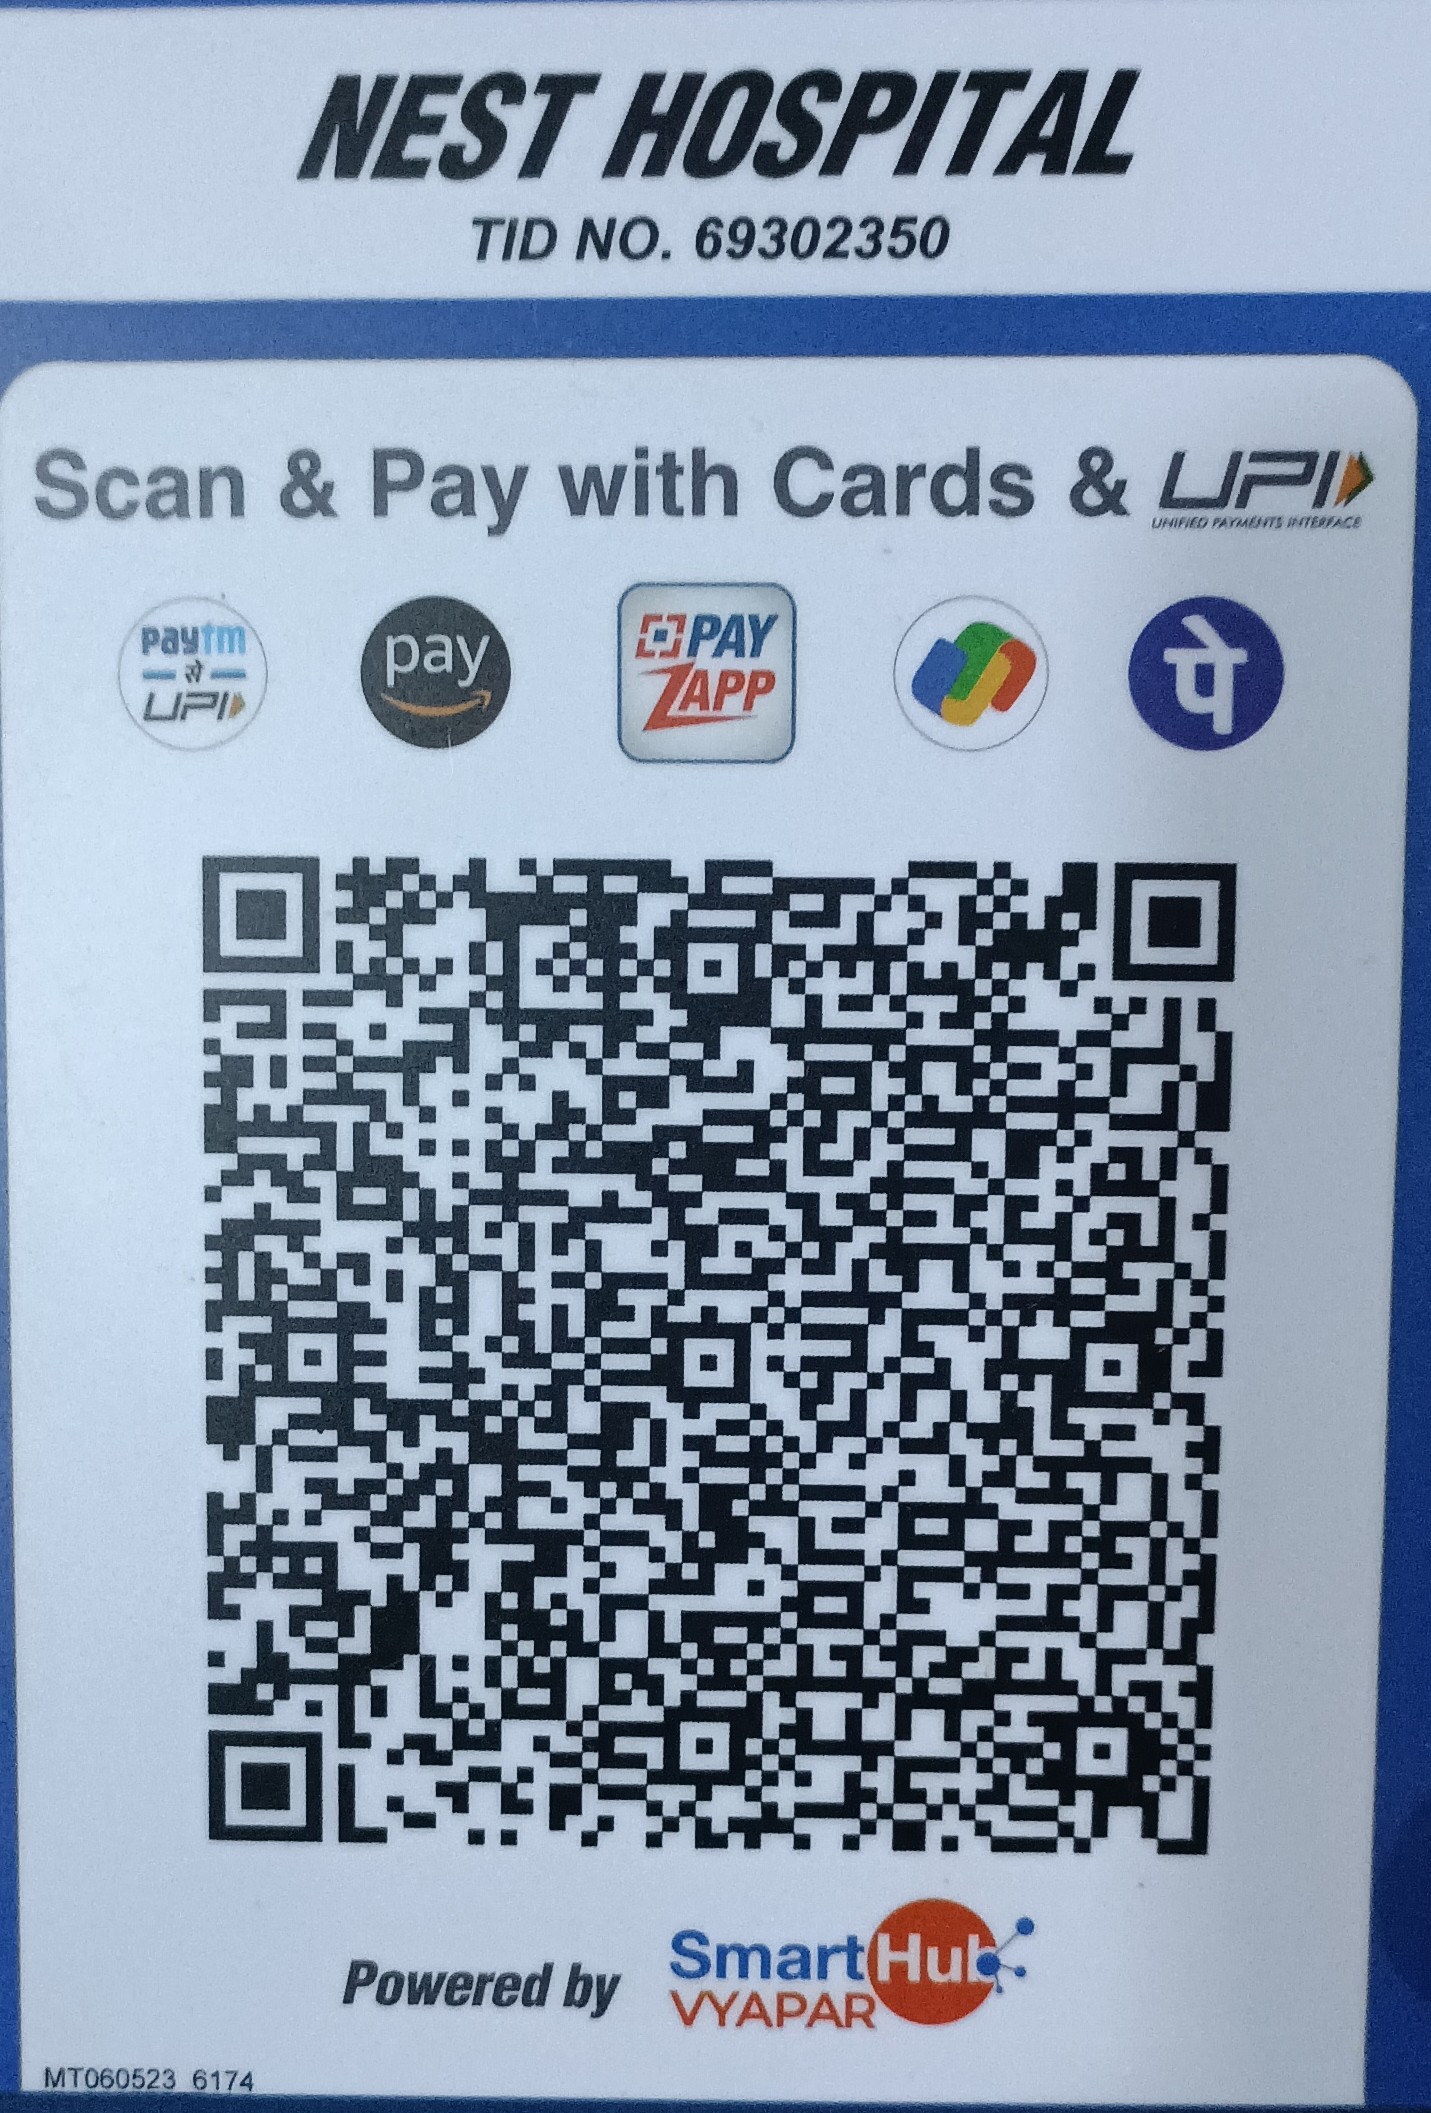 NEST HOSPITAL
TID NO. 69302350
Scan & Pay with Cards & UPI
UNIFIED PAYMENTS INTERFACE
paytm
से
UPI
pay
PAY
ZAPP
पे
Powered by SmartHub
VYAPAR
MT060523 6174